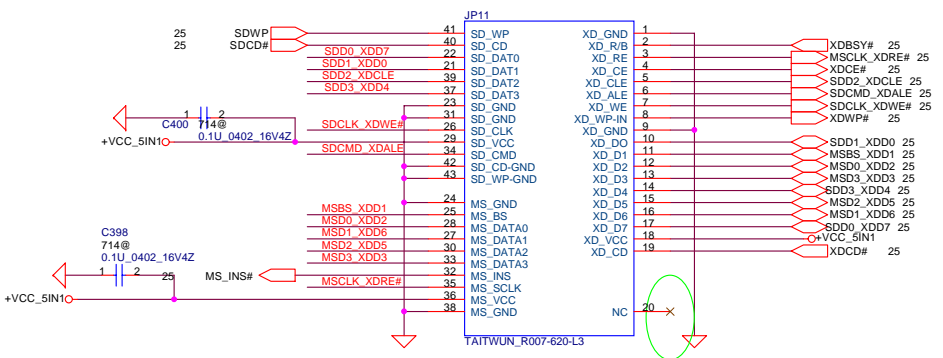 JP11
25 SDWP 41 SD_WP XD_GND 1
25 SDCD# 40 SD_CD XD_R/B 2 XDBSY# 25
SDD0_XDD7 22 SD_DAT0 XD_RE 3 MSCLK_XDRE# 25
SDD1_XDD0 21 SD_DAT1 XD_CE 4 XDCE# 25
SDD2_XDCLE 39 SD_DAT2 XD_CLE 5 SDD2_XDCLE 25
SDD3_XDD4 37 SD_DAT3 XD_ALE 6 SDCMD_XDALE 25
23 SD_GND XD_WE 7 SDCLK_XDWE# 25
1 2 31 SD_GND XD_WP-IN 8 XDWP# 25
C400 714@ SDCLK_XDWE# 26 SD_CLK XD_GND 9
+VCC_5IN1 0.1U_0402_16V4Z 29 SD_VCC XD_DO 10 SDD1_XDD0 25
SDCMD_XDALE 34 SD_CMD XD_D1 11 MSBS_XDD1 25
42 SD_CD-GND XD_D2 12 MSD0_XDD2 25
43 SD_WP-GND XD_D3 13 MSD3_XDD3 25
XD_D4 14 SDD3_XDD4 25
24 MS_GND XD_D5 15 MSD2_XDD5 25
MSBS_XDD1 25 MS_BS XD_D6 16 MSD1_XDD6 25
MSD0_XDD2 28 MS_DATA0 XD_D7 17 SDD0_XDD7 25
C398 MSD1_XDD6 27 MS_DATA1 XD_VCC 18 +VCC_5IN1
714@ MSD2_XDD5 30 MS_DATA2 XD_CD 19 XDCD# 25
0.1U_0402_16V4Z MSD3_XDD3 33 MS_DATA3
1 2 25 MS_INS# 32 MS_INS
MSCLK_XDRE# 35 MS_SCLK
+VCC_5IN1 36 MS_VCC
38 MS_GND NC 20
TAITWUN_R007-620-L3